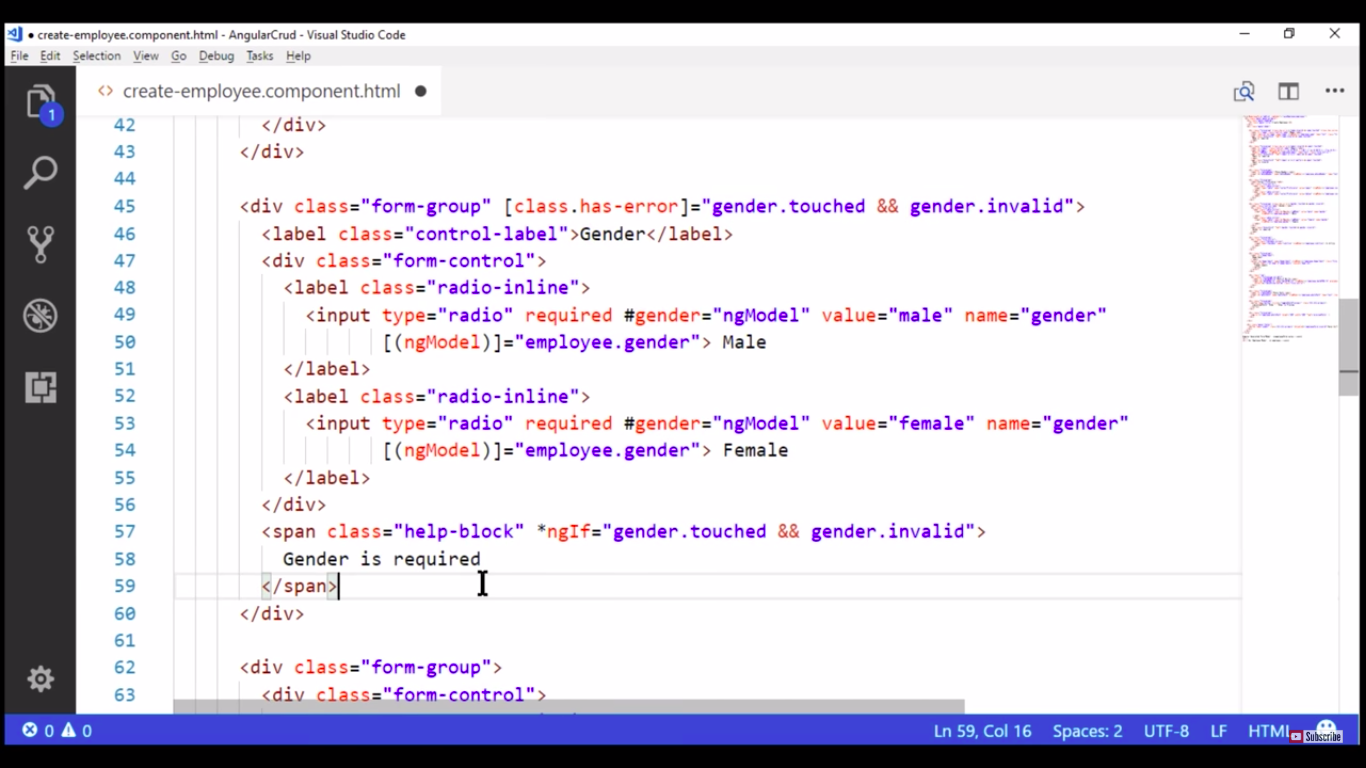 ● create-employee.component.html - AngularCrud - Visual Studio Code
File Edit Selection View Go Debug Tasks Help
<> create-employee.component.html ●
1
42 </div>
43 </div>
44
45 <div class="form-group" [class.has-error]="gender.touched && gender.invalid">
46 <label class="control-label">Gender</label>
47 <div class="form-control">
48 <label class="radio-inline">
49 <input type="radio" required #gender="ngModel" value="male" name="gender"
50 [(ngModel)]="employee.gender"> Male
51 </label>
52 <label class="radio-inline">
53 <input type="radio" required #gender="ngModel" value="female" name="gender"
54 [(ngModel)]="employee.gender"> Female
55 </label>
56 </div>
57 <span class="help-block" *ngIf="gender.touched && gender.invalid">
58 Gender is required
59 </span>
60 </div>
61
62 <div class="form-group">
63 <div class="form-control">
0 0 Ln 59, Col 16 Spaces: 2 UTF-8 LF HTML
Subscribe